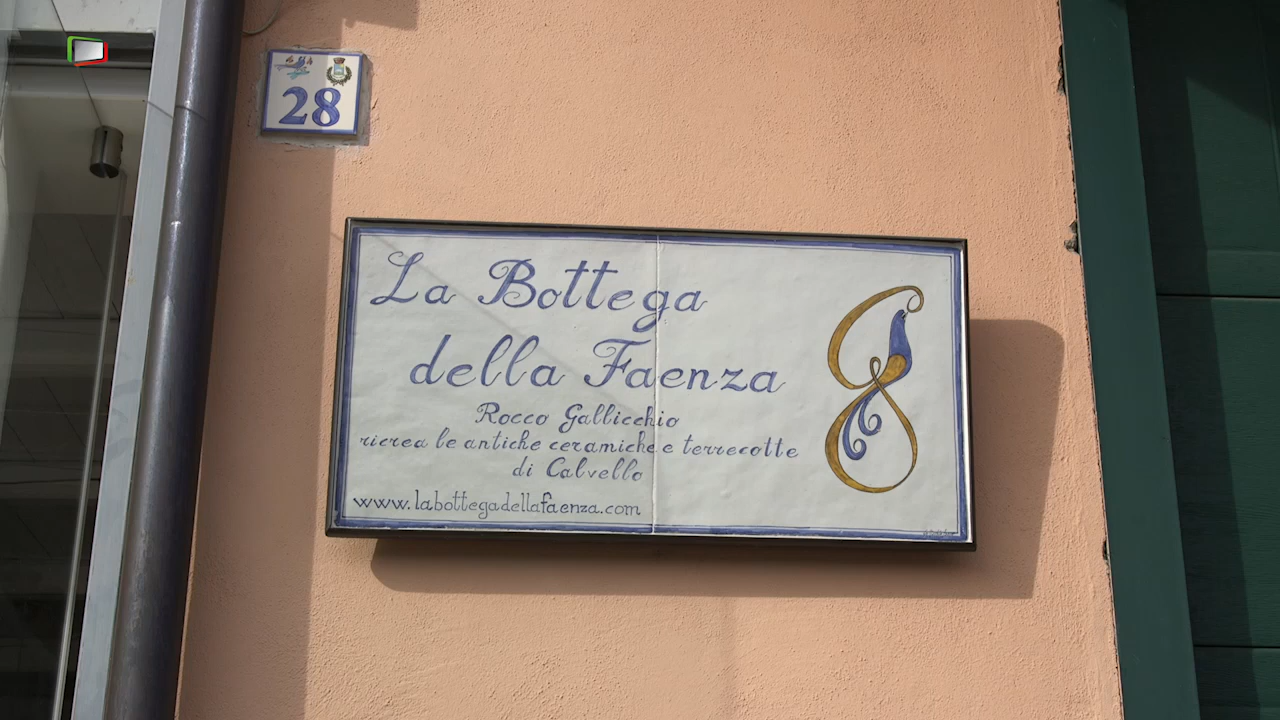 28
La Bottega
della Faenza
Rocco Gallicchio
ricrea le antiche ceramiche e terrecotte
di Calvello
www.labottegadellafaenza.com